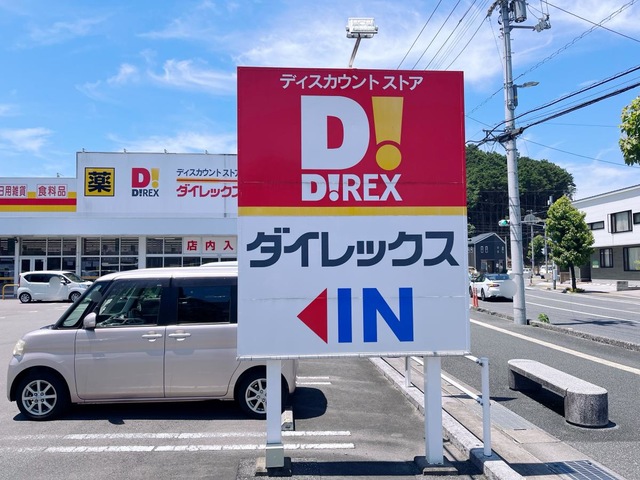 ディスカウント ストア
D!
D!REX
ダイレックス
IN
薬
D!
D!REX
ディスカウント スト
ダイレックス
日用雑貨
食料品
店内入